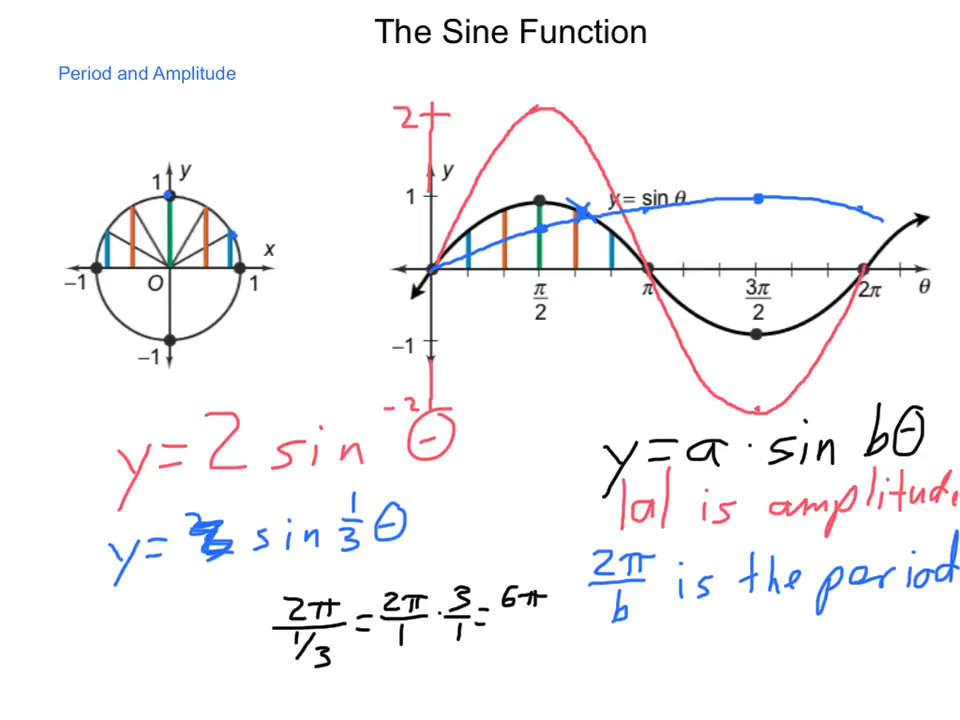 The Sine Function
Period and Amplitude
2
1 y
1 y
y = sin θ
x
−1 O 1
π/2 π 3π/2 2π θ
−1
−1
-2
y = 2 sin θ
y = a · sin bθ
|a| is amplitude
y = sin 1/3 θ
2π/b is the period
2π/(1/3) = 2π/1 · 3/1 = 6π